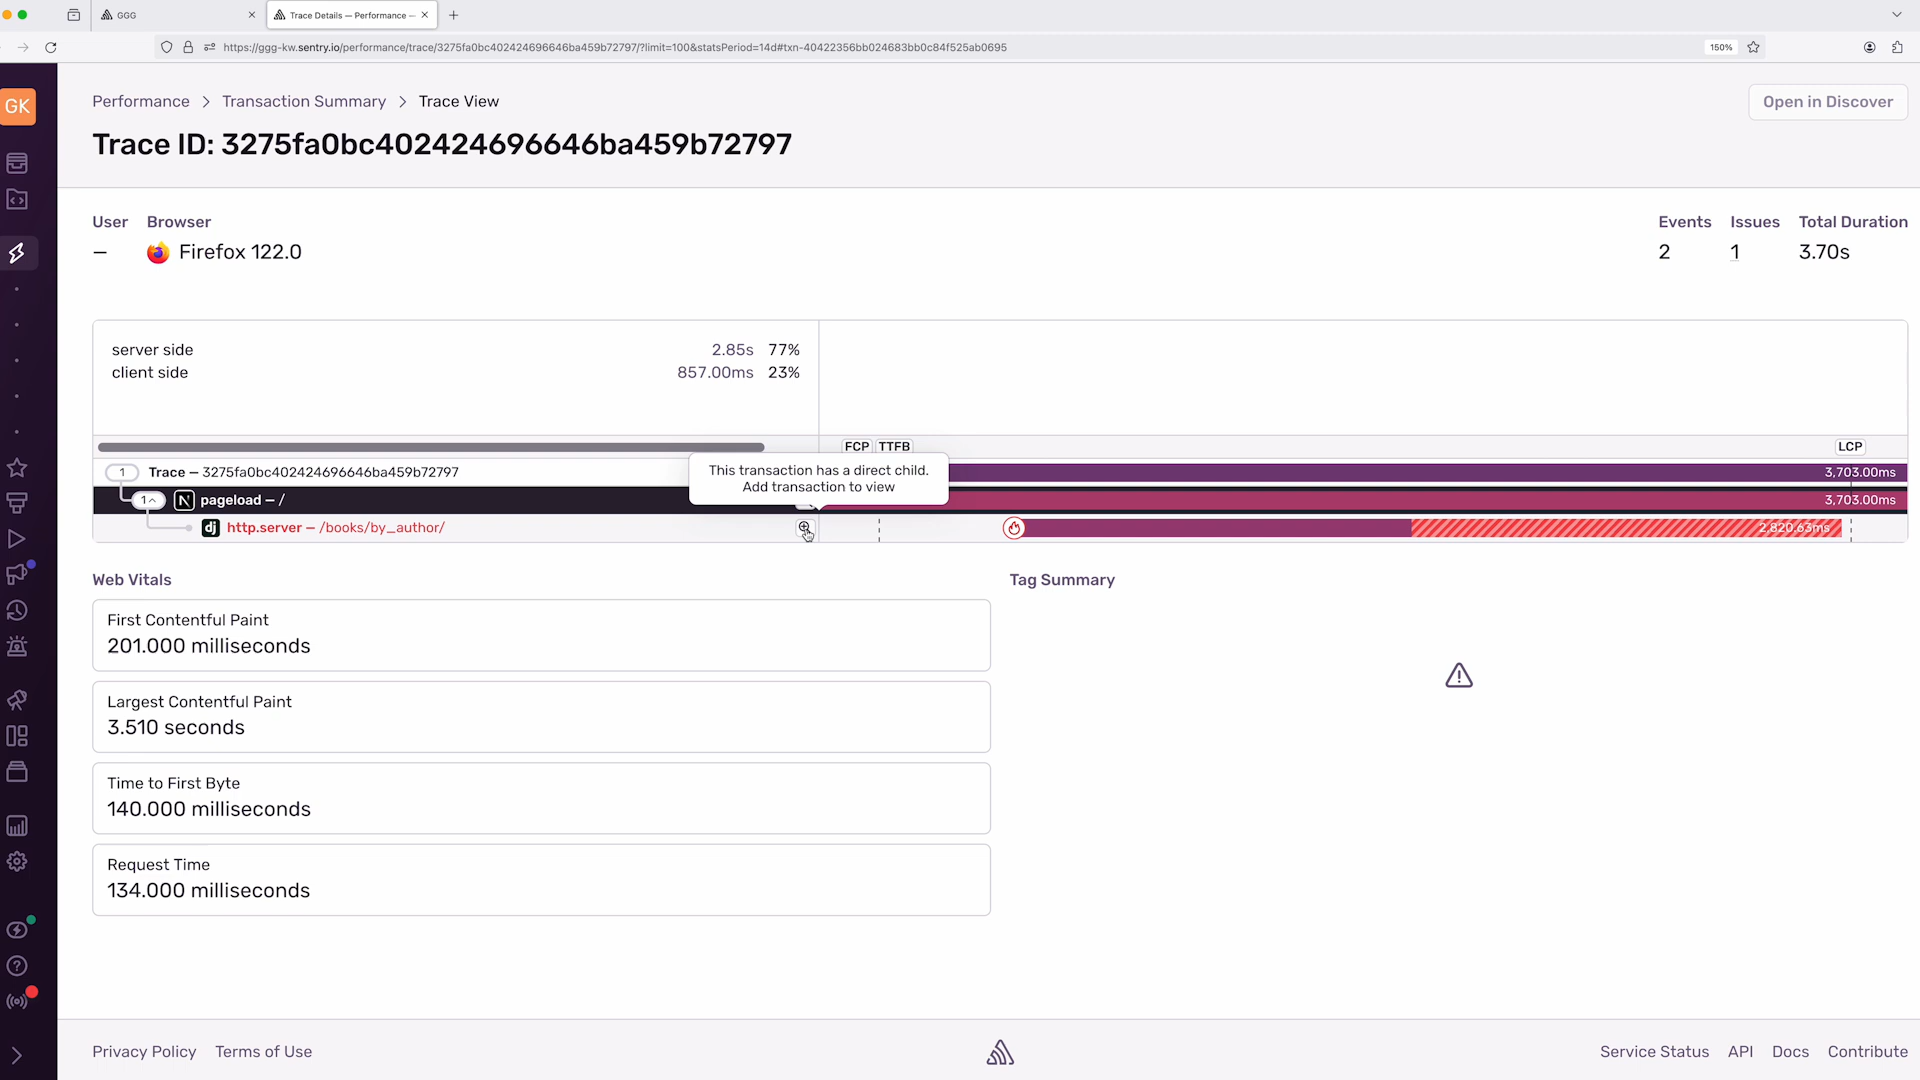 GGG
Trace Details — Performance —
https://ggg-kw.sentry.io/performance/trace/3275fa0bc402424696646ba459b72797/?limit=100&statsPeriod=14d#txn-40422356bb024683bb0c84f525ab0695
150%
GK
Performance > Transaction Summary > Trace View
Open in Discover
Trace ID: 3275fa0bc402424696646ba459b72797
User Browser
Events Issues Total Duration
– Firefox 122.0
2 1 3.70s
server side 2.85s 77%
client side 857.00ms 23%
FCP TTFB LCP
1 Trace – 3275fa0bc402424696646ba459b72797 3,703.00ms
This transaction has a direct child.
Add transaction to view
1 N pageload – / 3,703.00ms
dj http.server – /books/by_author/ 2,820.63ms
Web Vitals
Tag Summary
First Contentful Paint
201.000 milliseconds
Largest Contentful Paint
3.510 seconds
Time to First Byte
140.000 milliseconds
Request Time
134.000 milliseconds
Privacy Policy Terms of Use
Service Status API Docs Contribute